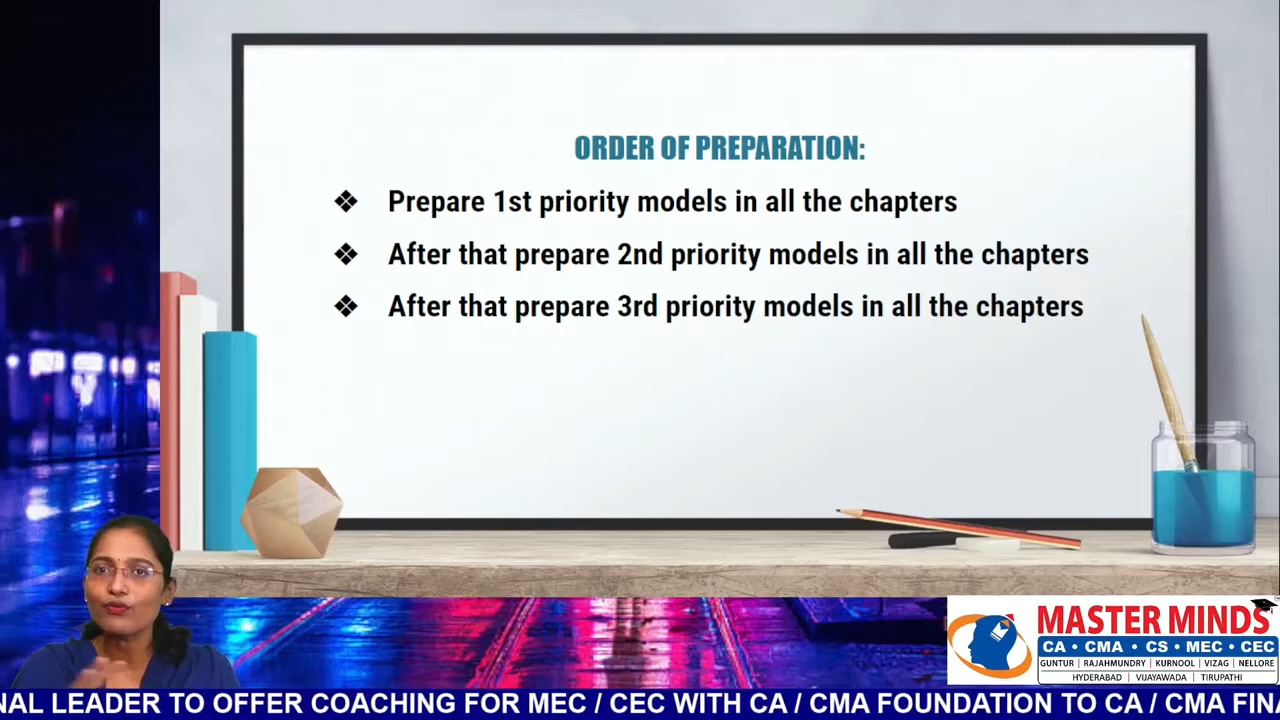 ORDER OF PREPARATION:
❖ Prepare 1st priority models in all the chapters
❖ After that prepare 2nd priority models in all the chapters
❖ After that prepare 3rd priority models in all the chapters
MASTER MINDS
CA • CMA • CS • MEC • CEC
GUNTUR | RAJAHMUNDRY | KURNOOL | VIZAG | NELLORE
HYDERABAD | VIJAYAWADA | TIRUPATHI
NAL LEADER TO OFFER COACHING FOR MEC / CEC WITH CA / CMA FOUNDATION TO CA / CMA FINA